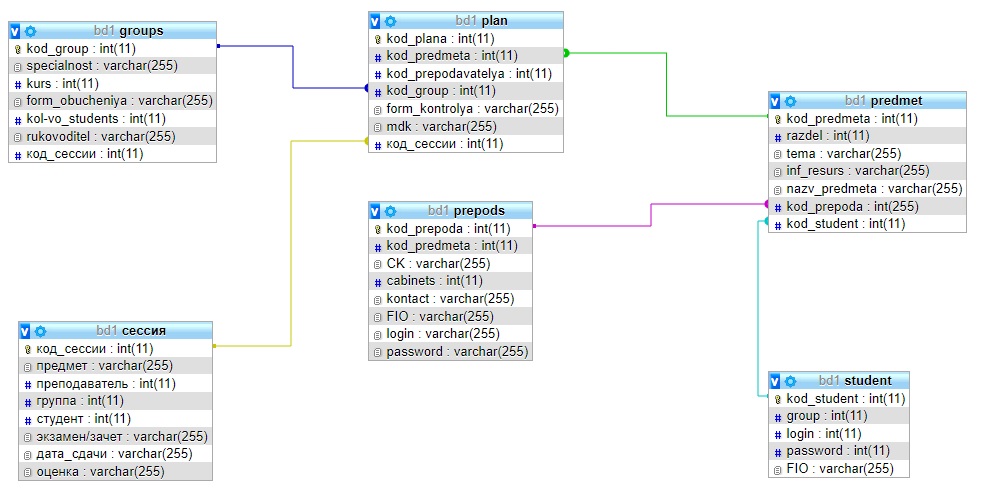 bd1 groups
kod_group : int(11)
specialnost : varchar(255)
kurs : int(11)
form_obucheniya : varchar(255)
kol-vo_students : int(11)
rukovoditel : varchar(255)
код_сессии : int(11)
bd1 plan
kod_plana : int(11)
kod_predmeta : int(11)
kod_prepodavatelya : int(11)
kod_group : int(11)
form_kontrolya : varchar(255)
mdk : varchar(255)
код_сессии : int(11)
bd1 predmet
kod_predmeta : int(11)
razdel : int(11)
tema : varchar(255)
inf_resurs : varchar(255)
nazv_predmeta : varchar(255)
kod_prepoda : int(255)
kod_student : int(11)
bd1 prepods
kod_prepoda : int(11)
kod_predmeta : int(11)
СК : varchar(255)
cabinets : int(11)
kontact : varchar(255)
FIO : varchar(255)
login : varchar(255)
password : varchar(255)
bd1 сессия
код_сессии : int(11)
предмет : varchar(255)
преподаватель : int(11)
группа : int(11)
студент : int(11)
экзамен/зачет : varchar(255)
дата_сдачи : varchar(255)
оценка : varchar(255)
bd1 student
kod_student : int(11)
group : int(11)
login : int(11)
password : int(11)
FIO : varchar(255)